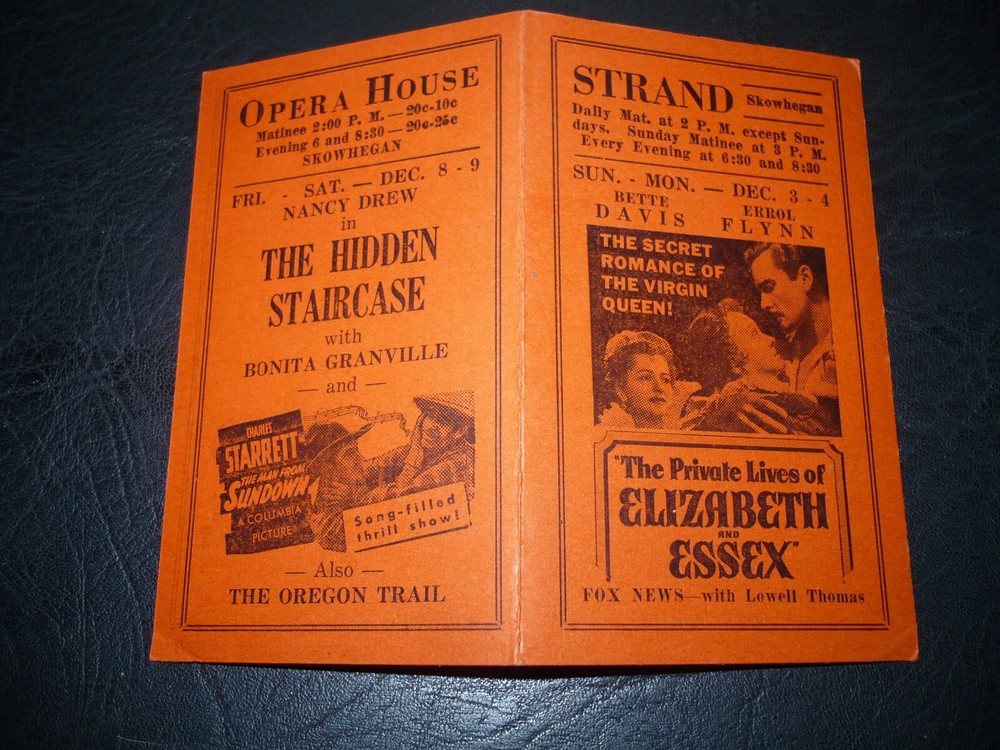 OPERA HOUSE
Matinee 2:00 P. M. — 20c-10c
Evening 6 and 8:30 — 20c-25c
SKOWHEGAN
FRI. - SAT. — DEC. 8 - 9
NANCY DREW
in
THE HIDDEN
STAIRCASE
with
BONITA GRANVILLE
— and —
CHARLES
STARRETT
THE MAN FROM
SUNDOWN
A COLUMBIA
PICTURE
Song-filled
thrill show!
— Also —
THE OREGON TRAIL
STRAND Skowhegan
Daily Mat. at 2 P. M. except Sun-
days. Sunday Matinee at 3 P. M.
Every Evening at 6:30 and 8:30
SUN. - MON. — DEC. 3 - 4
BETTE ERROL
DAVIS FLYNN
THE SECRET
ROMANCE OF
THE VIRGIN
QUEEN!
"The Private Lives of
ELIZABETH
AND
ESSEX"
FOX NEWS—with Lowell Thomas